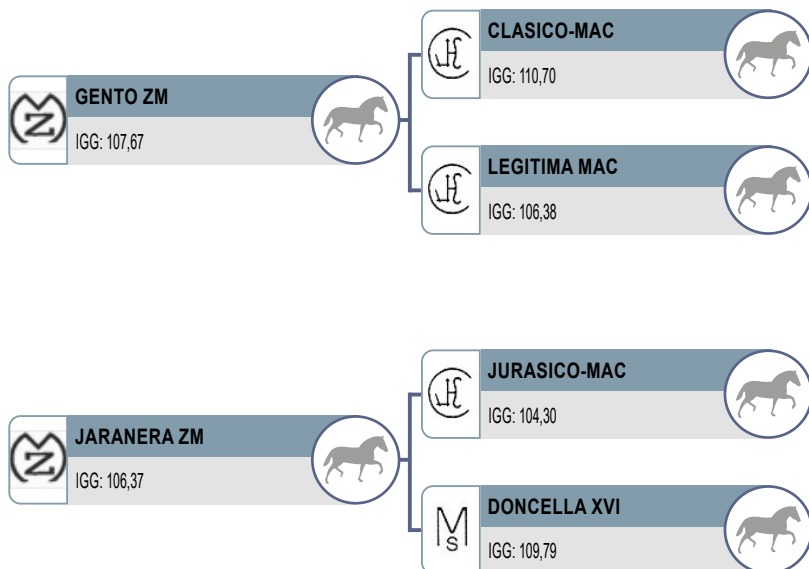 CLASICO-MAC
IGG: 110,70
GENTO ZM
IGG: 107,67
LEGITIMA MAC
IGG: 106,38
JURASICO-MAC
IGG: 104,30
JARANERA ZM
IGG: 106,37
DONCELLA XVI
IGG: 109,79